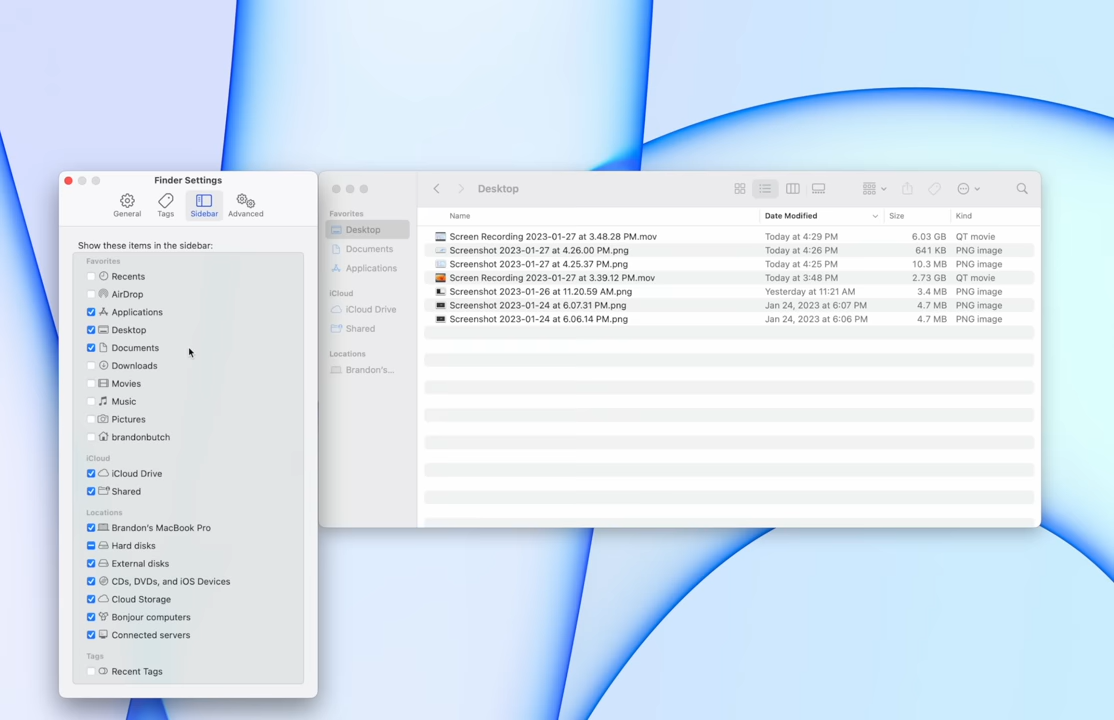 Finder Settings
General
Tags
Sidebar
Advanced
Show these items in the sidebar:
Favorites
Recents
AirDrop
Applications
Desktop
Documents
Downloads
Movies
Music
Pictures
brandonbutch
iCloud
iCloud Drive
Shared
Locations
Brandon's MacBook Pro
Hard disks
External disks
CDs, DVDs, and iOS Devices
Cloud Storage
Bonjour computers
Connected servers
Tags
Recent Tags
Favorites
Desktop
Documents
Applications
iCloud
iCloud Drive
Shared
Locations
Brandon's...
Desktop
Name Date Modified Size Kind
Screen Recording 2023-01-27 at 3.48.28 PM.mov Today at 4:29 PM 6.03 GB QT movie
Screenshot 2023-01-27 at 4.26.00 PM.png Today at 4:26 PM 641 KB PNG image
Screenshot 2023-01-27 at 4.25.37 PM.png Today at 4:25 PM 10.3 MB PNG image
Screen Recording 2023-01-27 at 3.39.12 PM.mov Today at 3:48 PM 2.73 GB QT movie
Screenshot 2023-01-26 at 11.20.59 AM.png Yesterday at 11:21 AM 3.4 MB PNG image
Screenshot 2023-01-24 at 6.07.31 PM.png Jan 24, 2023 at 6:07 PM 4.7 MB PNG image
Screenshot 2023-01-24 at 6.06.14 PM.png Jan 24, 2023 at 6:06 PM 4.7 MB PNG image